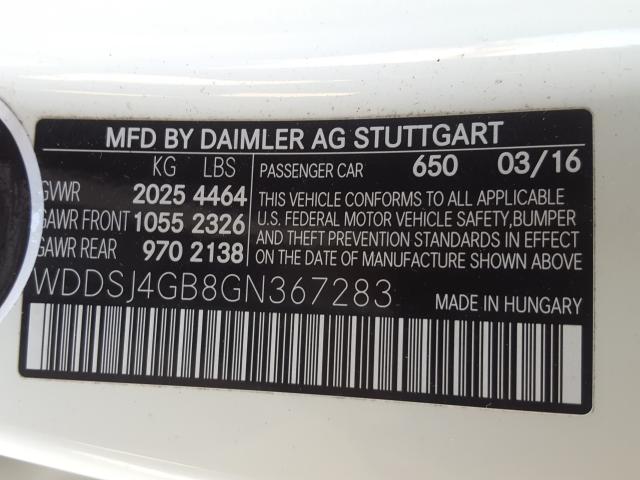 MFD BY DAIMLER AG STUTTGART
KG LBS
GVWR 2025 4464
GAWR FRONT 1055 2326
GAWR REAR 970 2138
PASSENGER CAR 650 03/16
THIS VEHICLE CONFORMS TO ALL APPLICABLE
U.S. FEDERAL MOTOR VEHICLE SAFETY, BUMPER
AND THEFT PREVENTION STANDARDS IN EFFECT
ON THE DATE OF MANUFACTURE SHOWN ABOVE.
WDDSJ4GB8GN367283
MADE IN HUNGARY